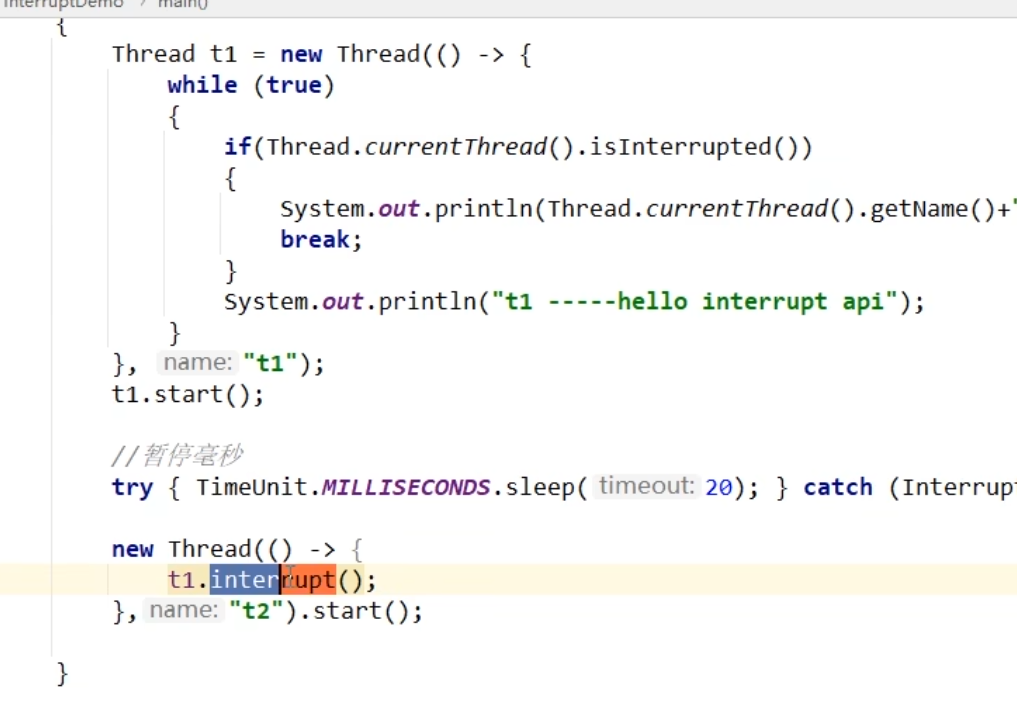 InterruptDemo > main()
{
Thread t1 = new Thread(() -> {
while (true)
{
if(Thread.currentThread().isInterrupted())
{
System.out.println(Thread.currentThread().getName()+"
break;
}
System.out.println("t1 -----hello interrupt api");
}
}, name: "t1");
t1.start();
//暂停毫秒
try { TimeUnit.MILLISECONDS.sleep( timeout: 20); } catch (Interrup
new Thread(() -> {
t1.interrupt();
}, name: "t2").start();
}